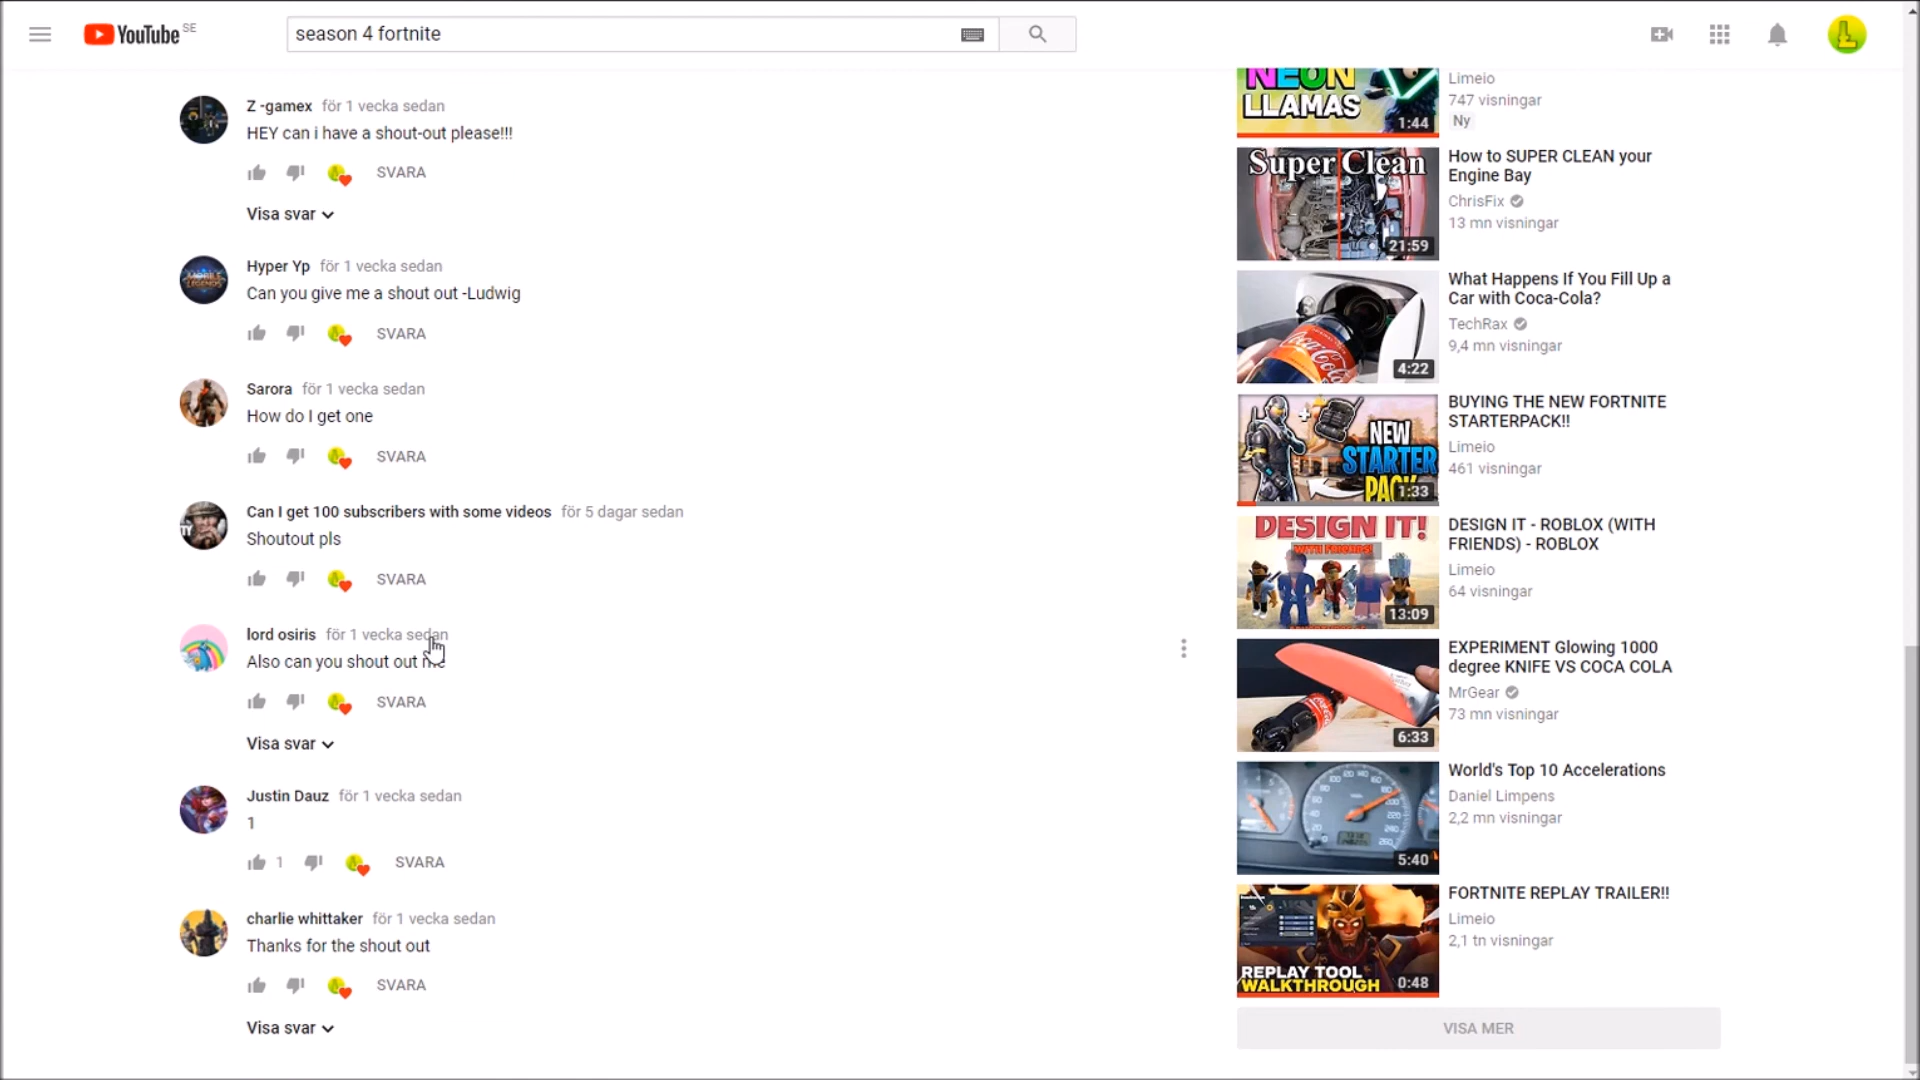 YouTube SE
season 4 fortnite
Z -gamex för 1 vecka sedan
HEY can i have a shout-out please!!!
SVARA
Visa svar
Hyper Yp för 1 vecka sedan
Can you give me a shout out -Ludwig
SVARA
Sarora för 1 vecka sedan
How do I get one
SVARA
Can I get 100 subscribers with some videos för 5 dagar sedan
Shoutout pls
SVARA
lord osiris för 1 vecka sedan
Also can you shout out me
SVARA
Visa svar
Justin Dauz för 1 vecka sedan
1
1 SVARA
charlie whittaker för 1 vecka sedan
Thanks for the shout out
SVARA
Visa svar
NEON
LLAMAS
1:44
Limeio
747 visningar
Ny
Super Clean
21:59
How to SUPER CLEAN your
Engine Bay
ChrisFix
13 mn visningar
Coca-Cola
4:22
What Happens If You Fill Up a
Car with Coca-Cola?
TechRax
9,4 mn visningar
NEW
STARTER
PACK
1:33
BUYING THE NEW FORTNITE
STARTERPACK!!
Limeio
461 visningar
DESIGN IT!
WITH FRIENDS!
13:09
DESIGN IT - ROBLOX (WITH
FRIENDS) - ROBLOX
Limeio
64 visningar
6:33
EXPERIMENT Glowing 1000
degree KNIFE VS COCA COLA
MrGear
73 mn visningar
5:40
World's Top 10 Accelerations
Daniel Limpens
2,2 mn visningar
REPLAY TOOL
WALKTHROUGH
0:48
FORTNITE REPLAY TRAILER!!
Limeio
2,1 tn visningar
VISA MER